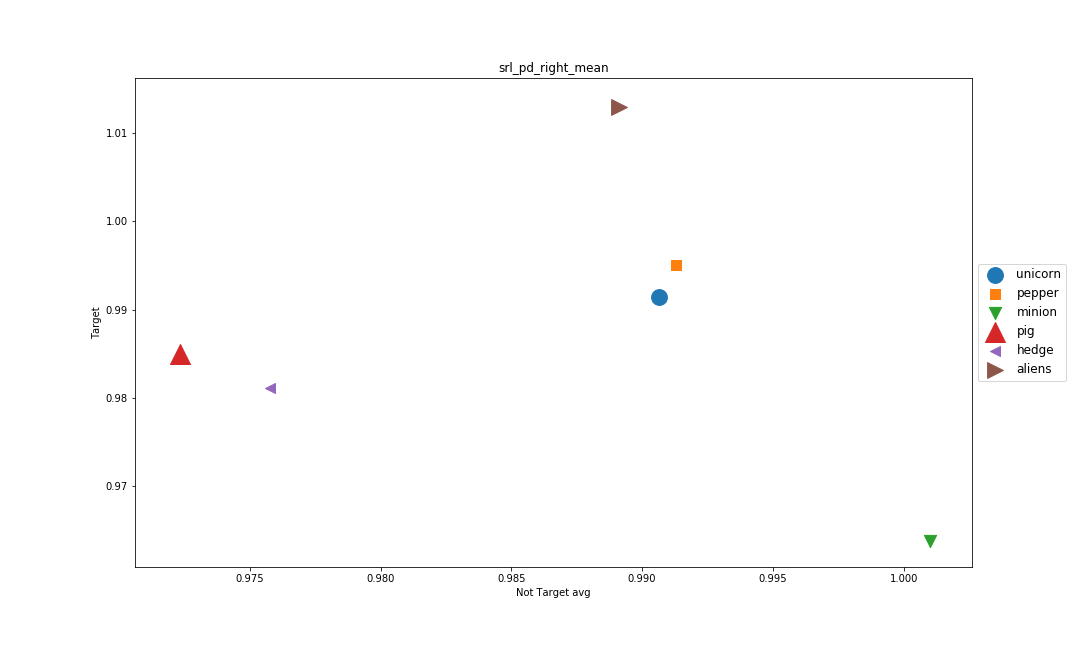 srl_pd_right_mean
1.01
1.00
0.99
0.98
0.97
Target
0.975
0.980
0.985
0.990
0.995
1.000
Not Target avg
unicorn
pepper
minion
pig
hedge
aliens